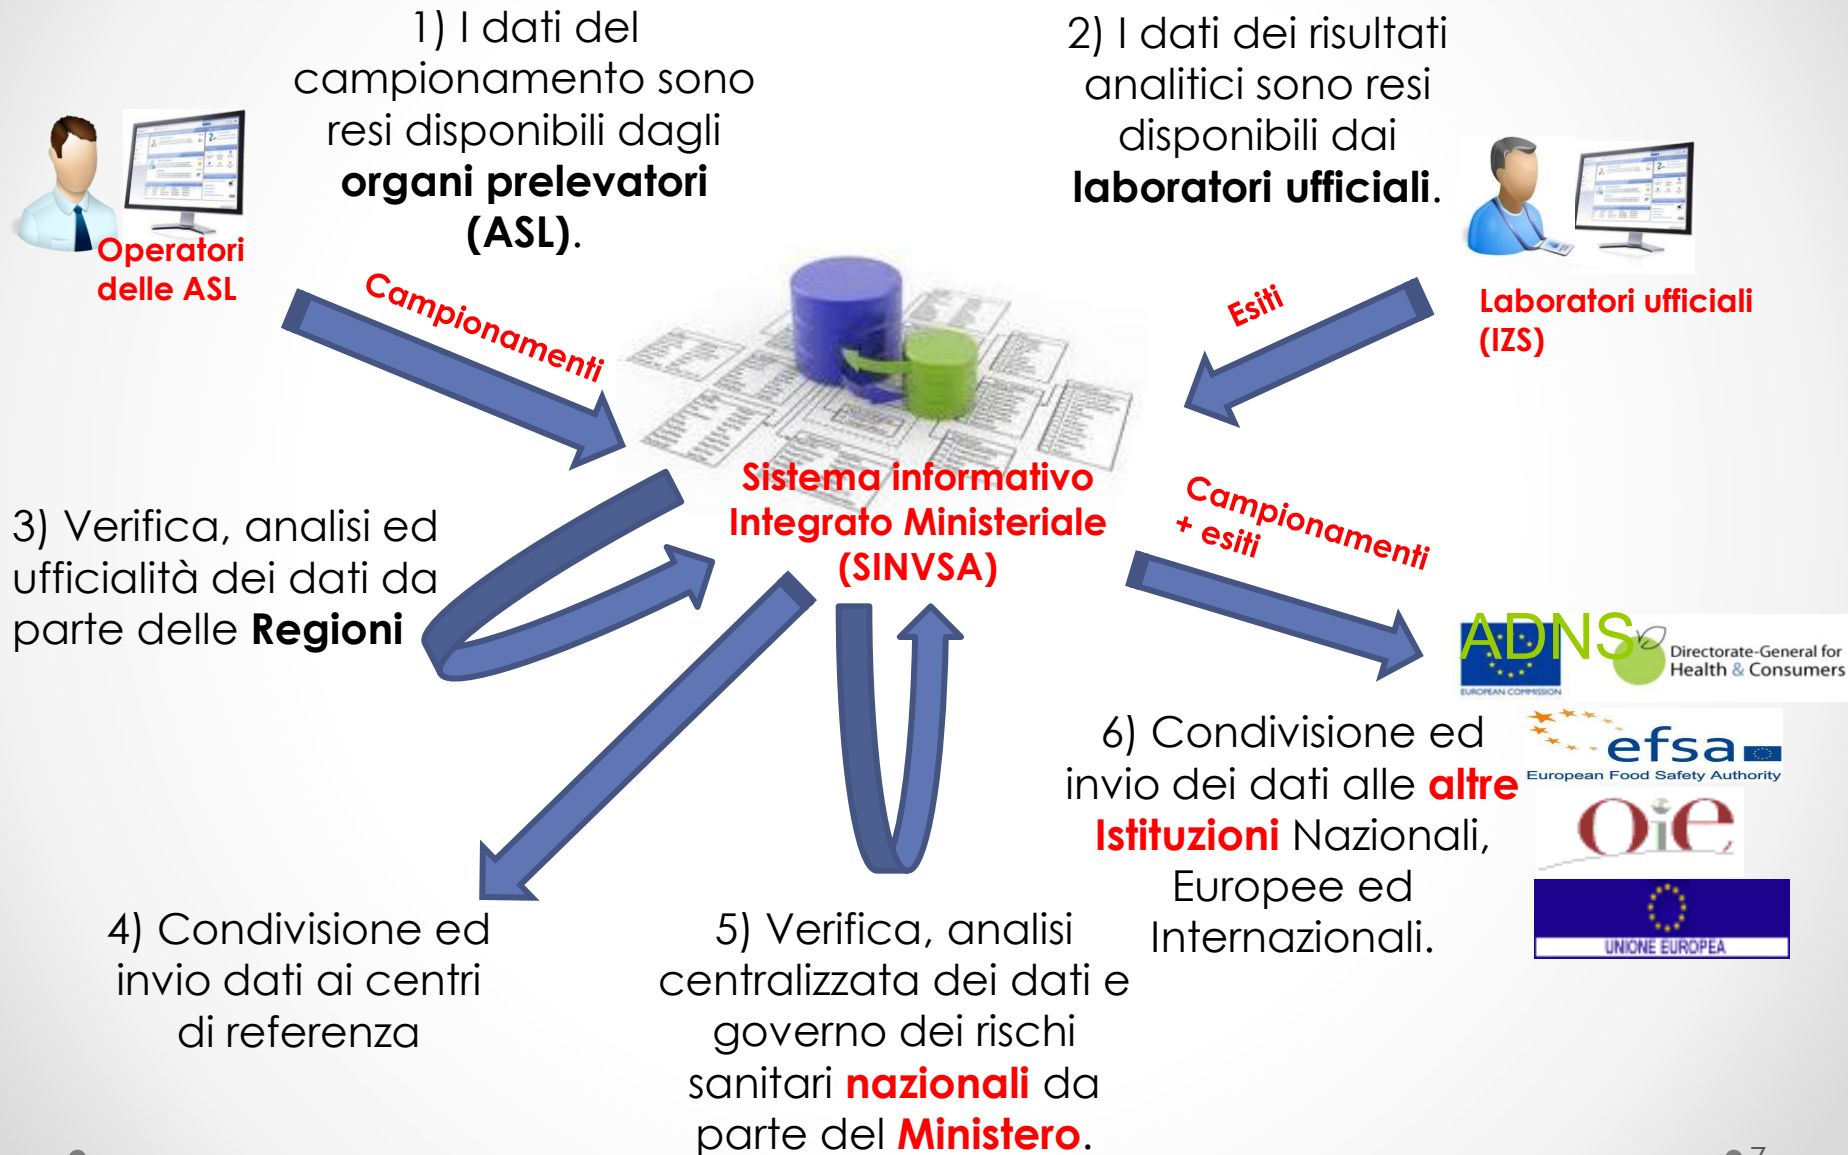 1) I dati del
campionamento sono
resi disponibili dagli
organi prelevatori
(ASL).
2) I dati dei risultati
analitici sono resi
disponibili dai
laboratori ufficiali.
Operatori
delle ASL
Campionamenti
Esiti
Laboratori ufficiali
(IZS)
Sistema informativo
Integrato Ministeriale
(SINVSA)
Campionamenti
+ esiti
3) Verifica, analisi ed
ufficialità dei dati da
parte delle Regioni
ADNS
EUROPEAN COMMISSION
Directorate-General for
Health & Consumers
efsa
European Food Safety Authority
Oie
UNIONE EUROPEA
6) Condivisione ed
invio dei dati alle altre
Istituzioni Nazionali,
Europee ed
Internazionali.
4) Condivisione ed
invio dati ai centri
di referenza
5) Verifica, analisi
centralizzata dei dati e
governo dei rischi
sanitari nazionali da
parte del Ministero.
7